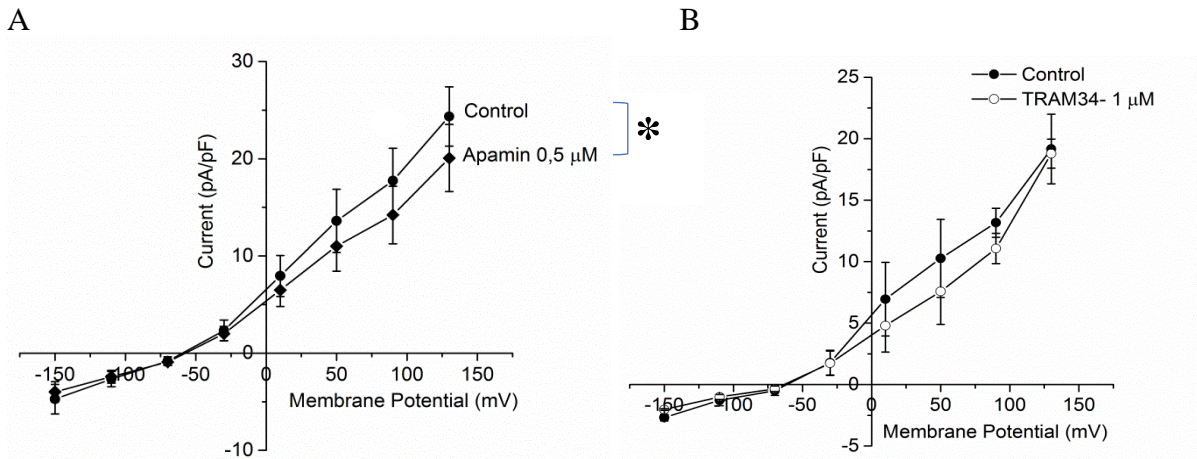 A
B
30
20
10
0
-10
Current (pA/pF)
-150
-100
-50
0
50
100
150
Membrane Potential (mV)
Control
Apamin 0,5 μM
*
25
20
15
10
5
0
-5
Current (pA/pF)
-150
-100
-50
0
50
100
150
Membrane Potential (mV)
Control
TRAM34- 1 μM